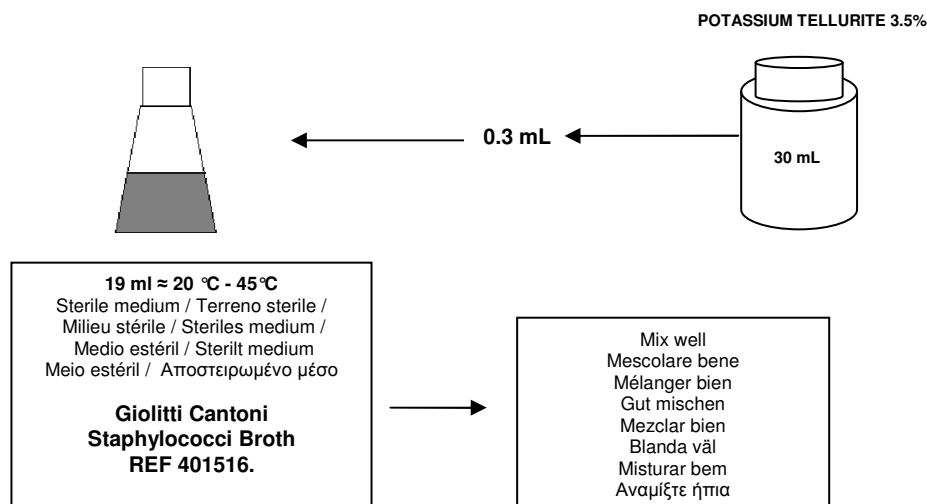 POTASSIUM TELLURITE 3.5%
0.3 mL
30 mL
19 ml ≈ 20 °C - 45°C
Sterile medium / Terreno sterile /
Milieu stérile / Steriles medium /
Medio estéril / Sterilt medium
Meio estéril / Αποστειρωμένο μέσο
Giolitti Cantoni
Staphylococci Broth
REF 401516.
Mix well
Mescolare bene
Mélanger bien
Gut mischen
Mezclar bien
Blanda väl
Misturar bem
Αναμίξτε ήπια